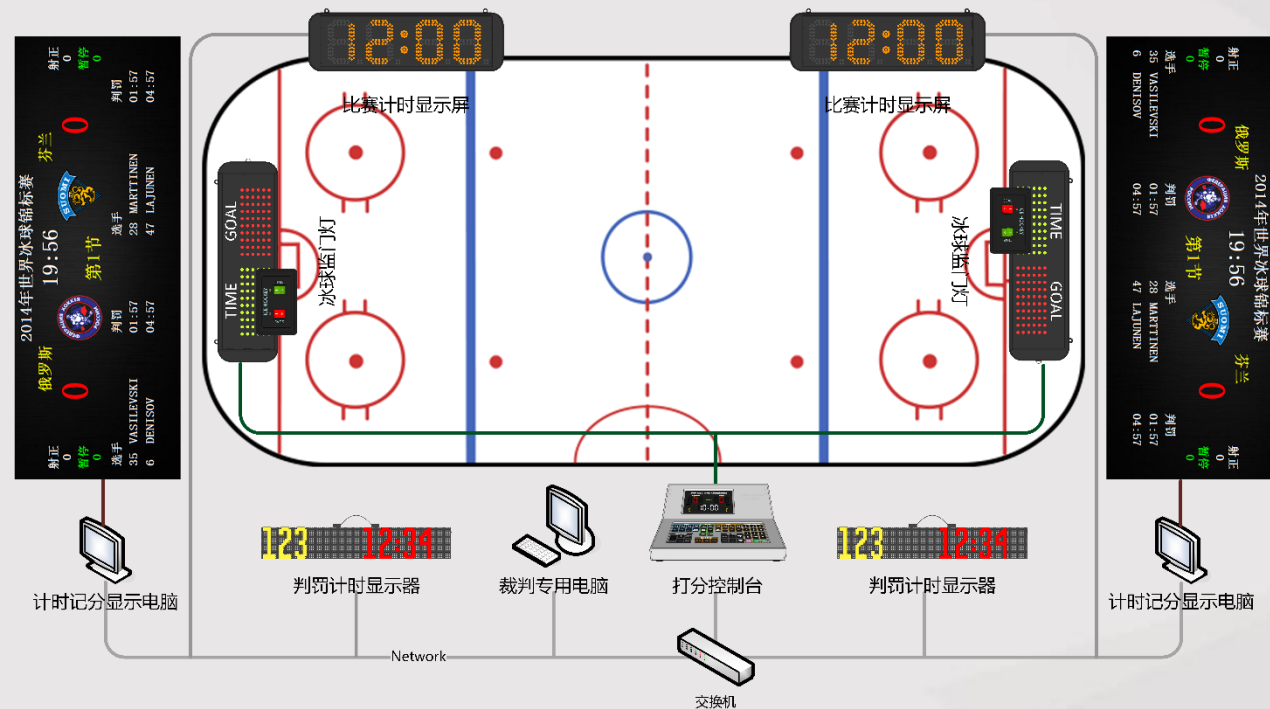 12:00
12:00
比赛计时显示屏
比赛计时显示屏
2014年世界冰球锦标赛
19:56
第1节
芬兰
0
SUOMI
俄罗斯
0
射正
0
暂停
0
判罚
01:57
04:57
选手
28 MARTTINEN
47 LAJUNEN
判罚
01:57
04:57
选手
35 VASILEVSKI
6 DENISOV
射正
0
暂停
0
GOAL
TIME
冰球监门灯
冰球监门灯
TIME
GOAL
2014年世界冰球锦标赛
19:56
第1节
俄罗斯
0
芬兰
0
SUOMI
射正
0
暂停
0
选手
35 VASILEVSKI
6 DENISOV
判罚
01:57
04:57
选手
28 MARTTINEN
47 LAJUNEN
判罚
01:57
04:57
射正
0
暂停
0
123 12:34
10:00
123 12:34
判罚计时显示器
裁判专用电脑
打分控制台
判罚计时显示器
计时记分显示电脑
计时记分显示电脑
Network
交换机